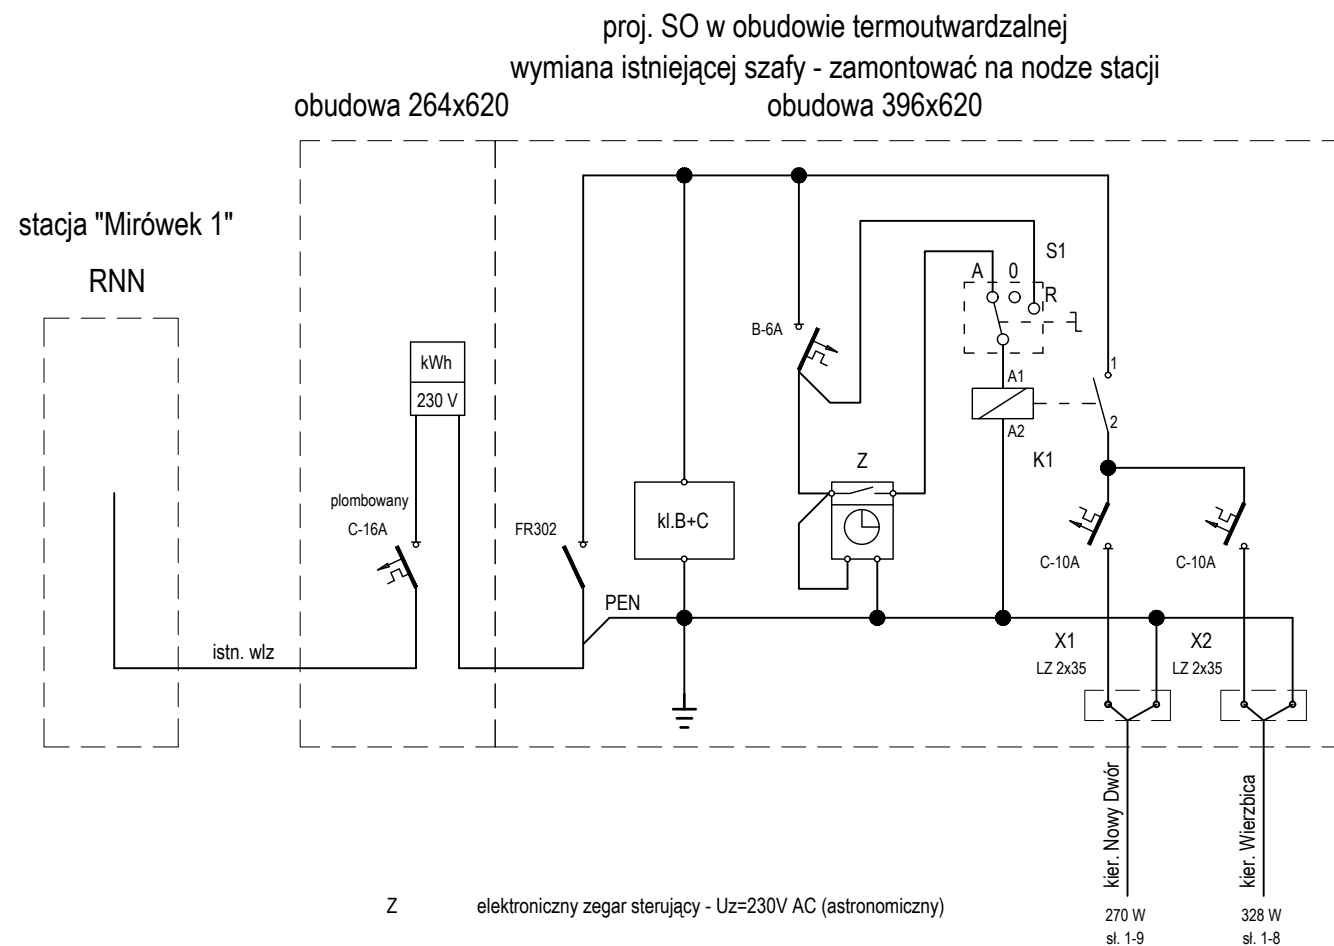 proj. SO w obudowie termoutwardzalnej
wymiana istniejącej szafy - zamontować na nodze stacji
obudowa 264x620
obudowa 396x620
stacja "Mirówek 1"
RNN
kWh
230 V
plombowany
C-16A
istn. wlz
FR302
PEN
kl.B+C
B-6A
Z
A
0
R
S1
A1
A2
K1
1
2
C-10A
C-10A
X1
LZ 2x35
X2
LZ 2x35
kier. Nowy Dwór
kier. Wierzbica
270 W
sł. 1-9
328 W
sł. 1-8
Z elektroniczny zegar sterujący - Uz=230V AC (astronomiczny)